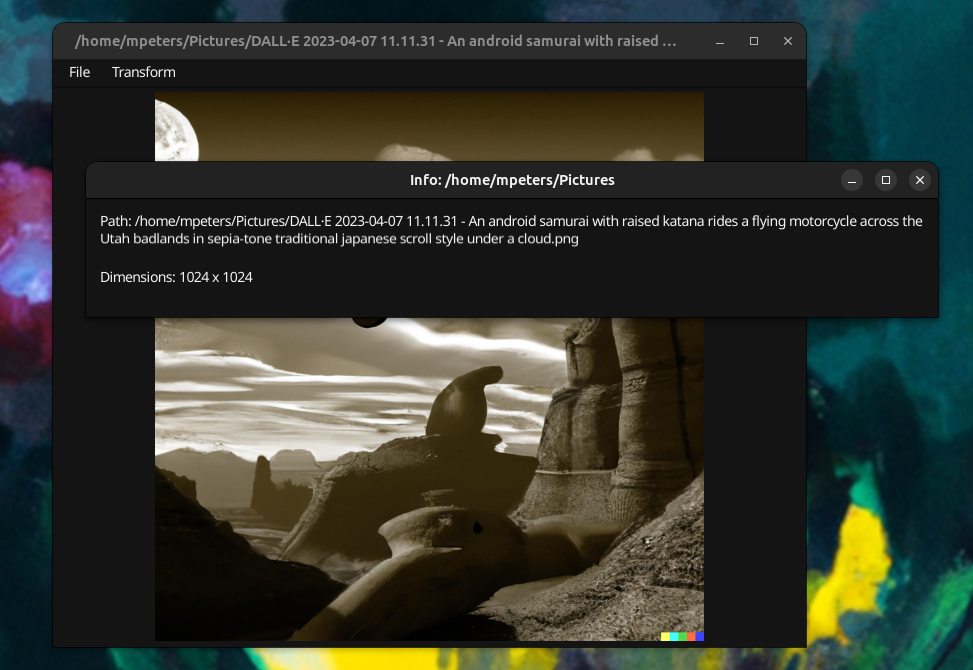 /home/mpeters/Pictures/DALL·E 2023-04-07 11.11.31 - An android samurai with raised …
File Transform
Info: /home/mpeters/Pictures
Path: /home/mpeters/Pictures/DALL·E 2023-04-07 11.11.31 - An android samurai with raised katana rides a flying motorcycle across the
Utah badlands in sepia-tone traditional japanese scroll style under a cloud.png
Dimensions: 1024 x 1024